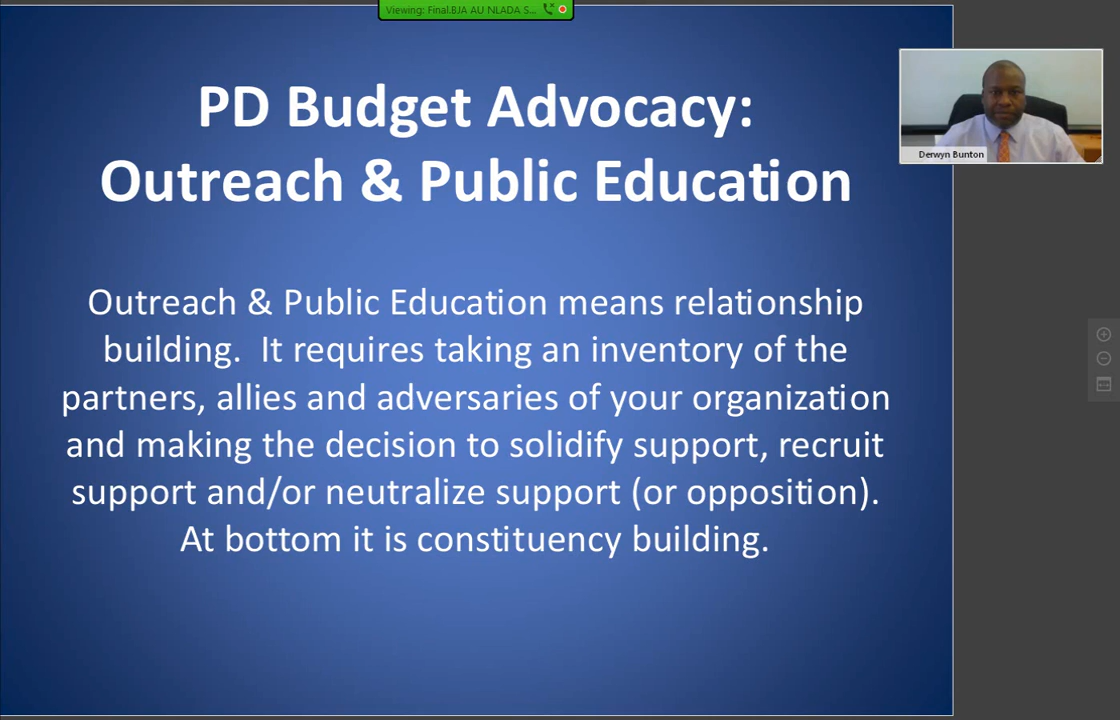 Viewing: Final.BJA AU NLADA S...
PD Budget Advocacy:
Outreach & Public Education
Derwyn Bunton
Outreach & Public Education means relationship
building.  It requires taking an inventory of the
partners, allies and adversaries of your organization
and making the decision to solidify support, recruit
support and/or neutralize support (or opposition).
At bottom it is constituency building.